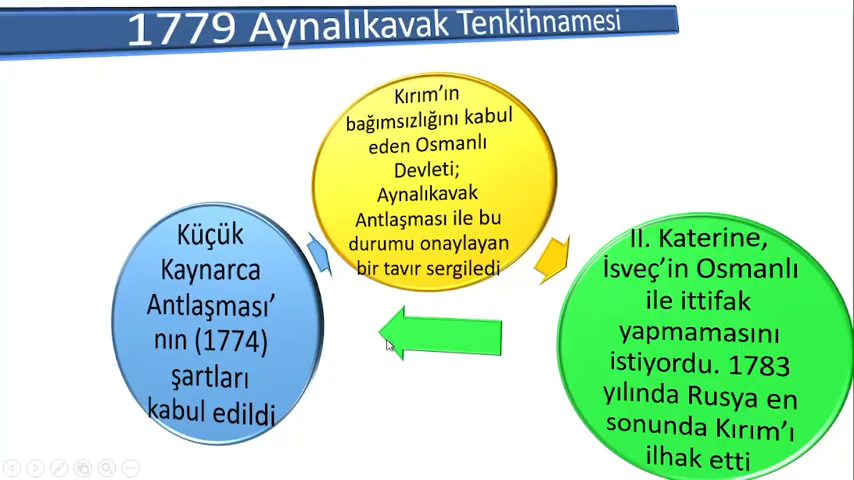 1779 Aynalıkavak Tenkihnamesi
Kırım’ın
bağımsızlığını kabul
eden Osmanlı
Devleti;
Aynalıkavak
Antlaşması ile bu
durumu onaylayan
bir tavır sergiledi
Küçük
Kaynarca
Antlaşması’
nın (1774)
şartları
kabul edildi
II. Katerine,
İsveç’in Osmanlı
ile ittifak
yapmamasını
istiyordu. 1783
yılında Rusya en
sonunda Kırım’ı
ilhak etti